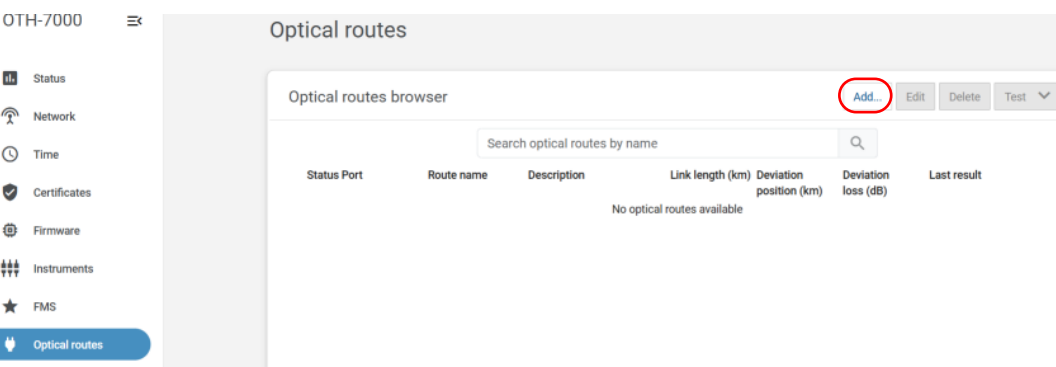 OTH-7000
Status
Network
Time
Certificates
Firmware
Instruments
FMS
Optical routes
Optical routes
Optical routes browser
Add... Edit Delete Test
Search optical routes by name
Status Port Route name Description Link length (km) Deviation position (km) Deviation loss (dB) Last result
No optical routes available